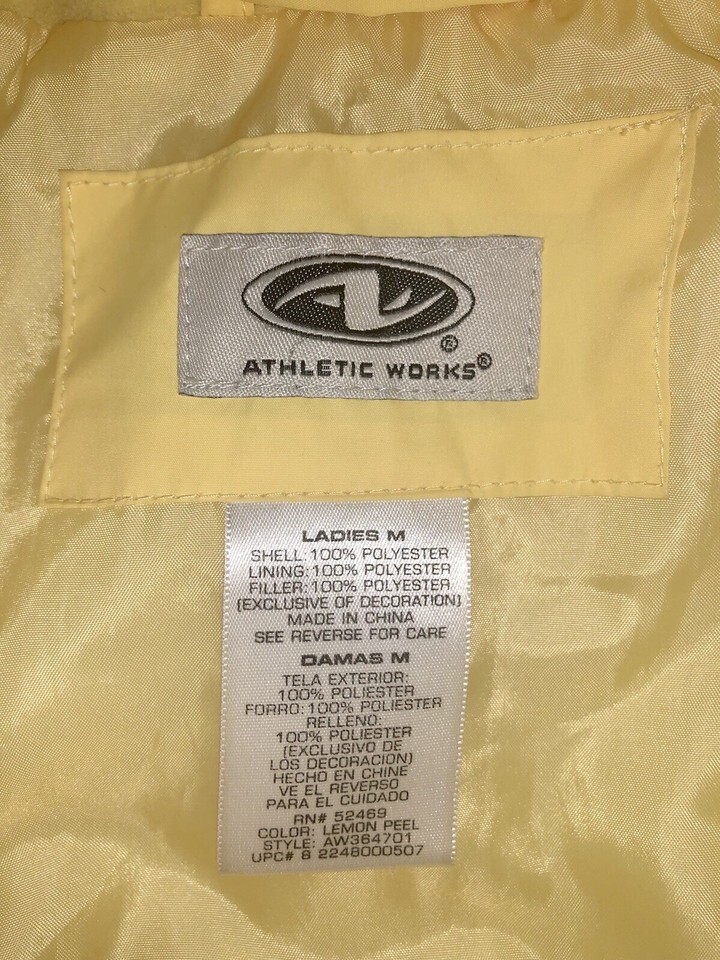 ® ATHLETIC WORKS®
LADIES M
SHELL: 100% POLYESTER
LINING: 100% POLYESTER
FILLER: 100% POLYESTER
(EXCLUSIVE OF DECORATION)
MADE IN CHINA
SEE REVERSE FOR CARE
DAMAS M
TELA EXTERIOR:
100% POLIESTER
FORRO: 100% POLIESTER
RELLENO:
100% POLIESTER
(EXCLUSIVO DE
LOS DECORACION)
HECHO EN CHINE
VE EL REVERSO
PARA EL CUIDADO
RN# 52469
COLOR: LEMON PEEL
STYLE: AW364701
UPC# 8 2248000507